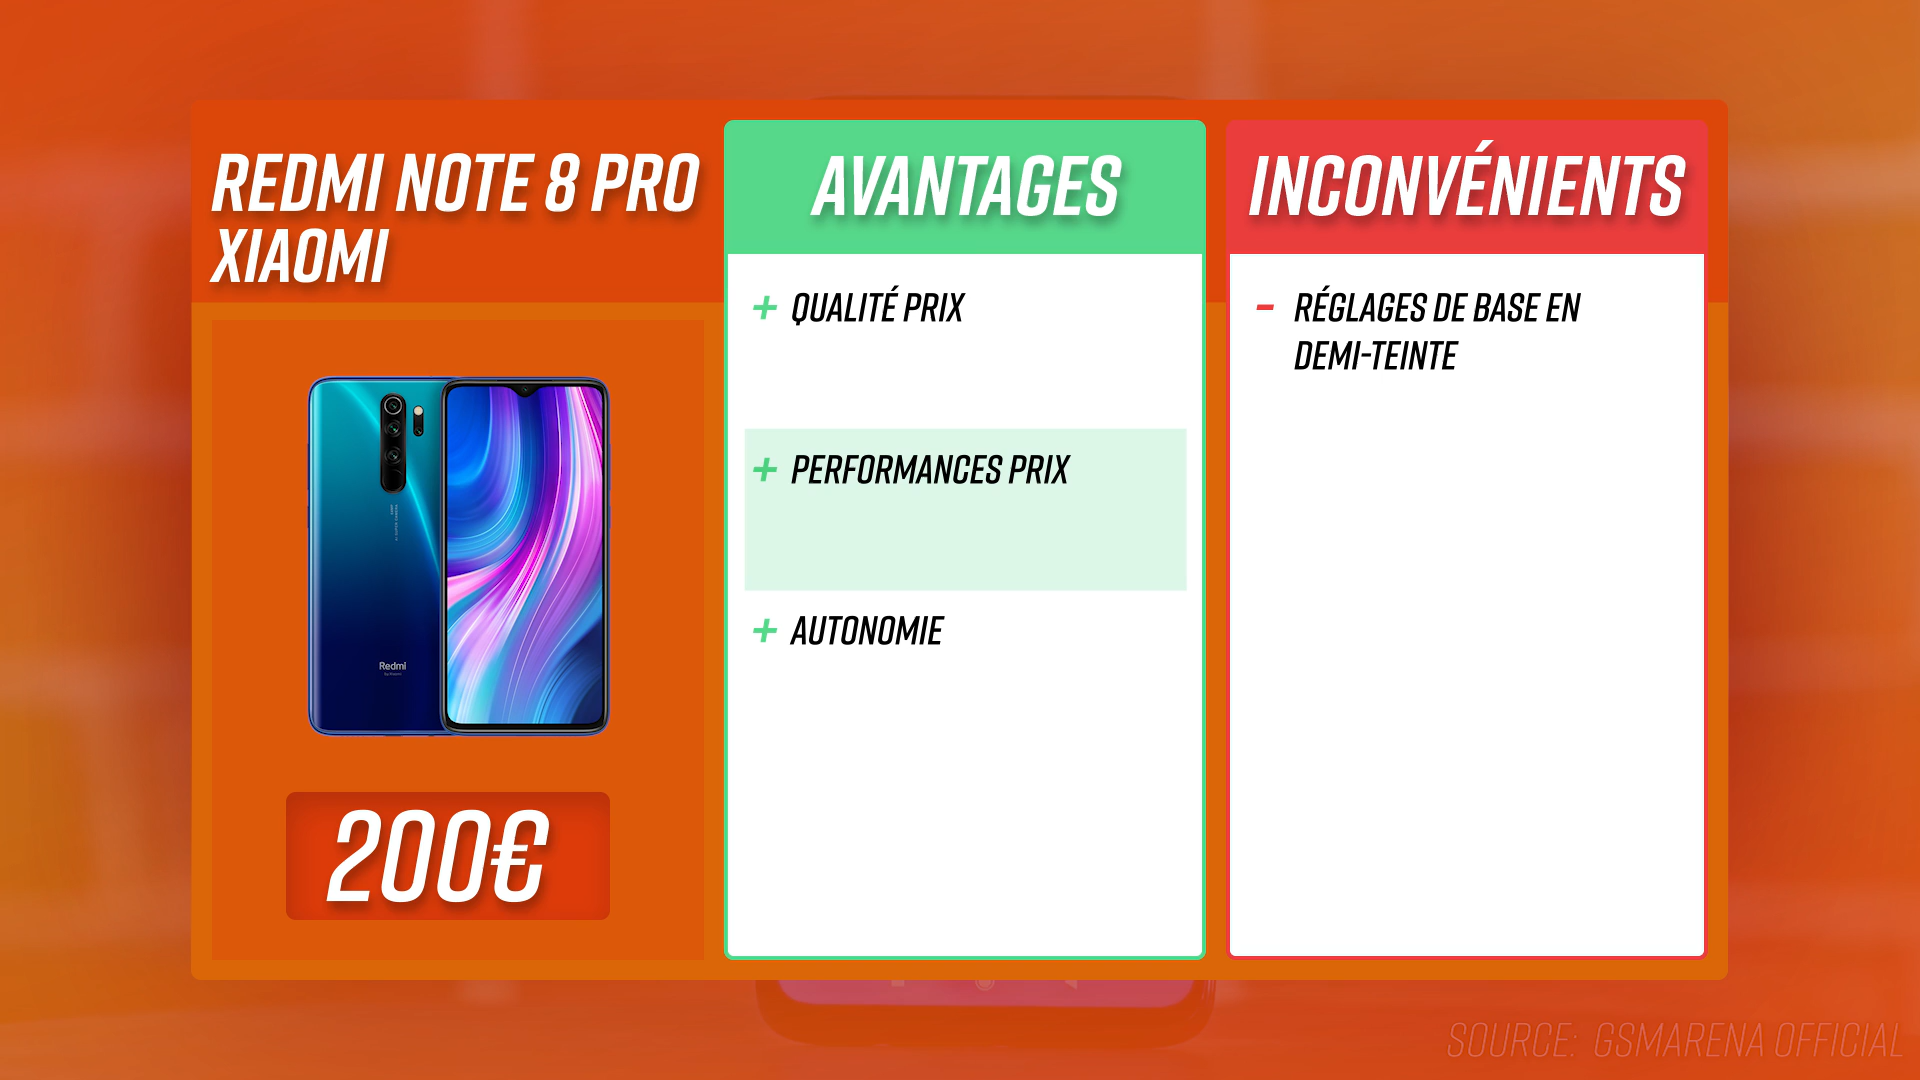 REDMI NOTE 8 PRO
XIAOMI
Redmi
200€
AVANTAGES
+ QUALITÉ PRIX
+ PERFORMANCES PRIX
+ AUTONOMIE
INCONVÉNIENTS
- RÉGLAGES DE BASE EN
DEMI-TEINTE
SOURCE: GSMARENA OFFICIAL